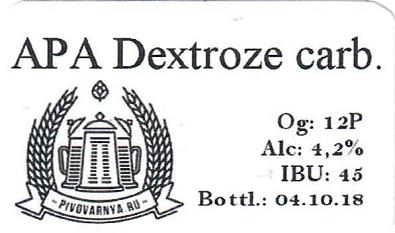 APA Dextroze carb.
Og: 12P
Alc: 4,2%
IBU: 45
Bottl.: 04.10.18
PIVOVARNYA RU